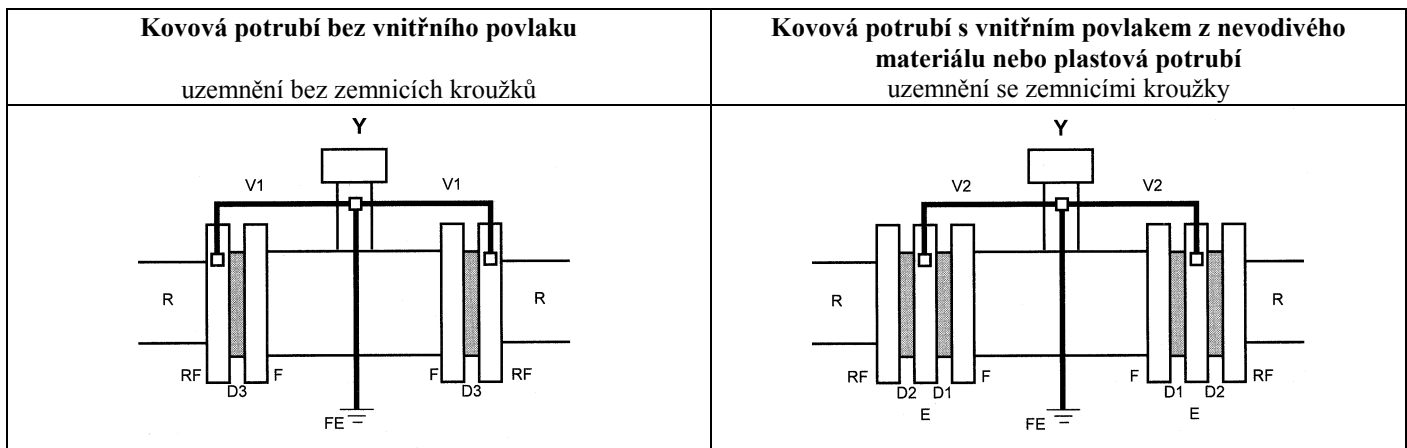 Kovová potrubí bez vnitřního povlaku
uzemnění bez zemnicích kroužků
Kovová potrubí s vnitřním povlakem z nevodivého
materiálu nebo plastová potrubí
uzemnění se zemnicími kroužky
Y
V1 V1
R R
RF F F RF
D3 D3
FE
Y
V2 V2
R R
RF F F RF
D2 D1 D1 D2
E E
FE